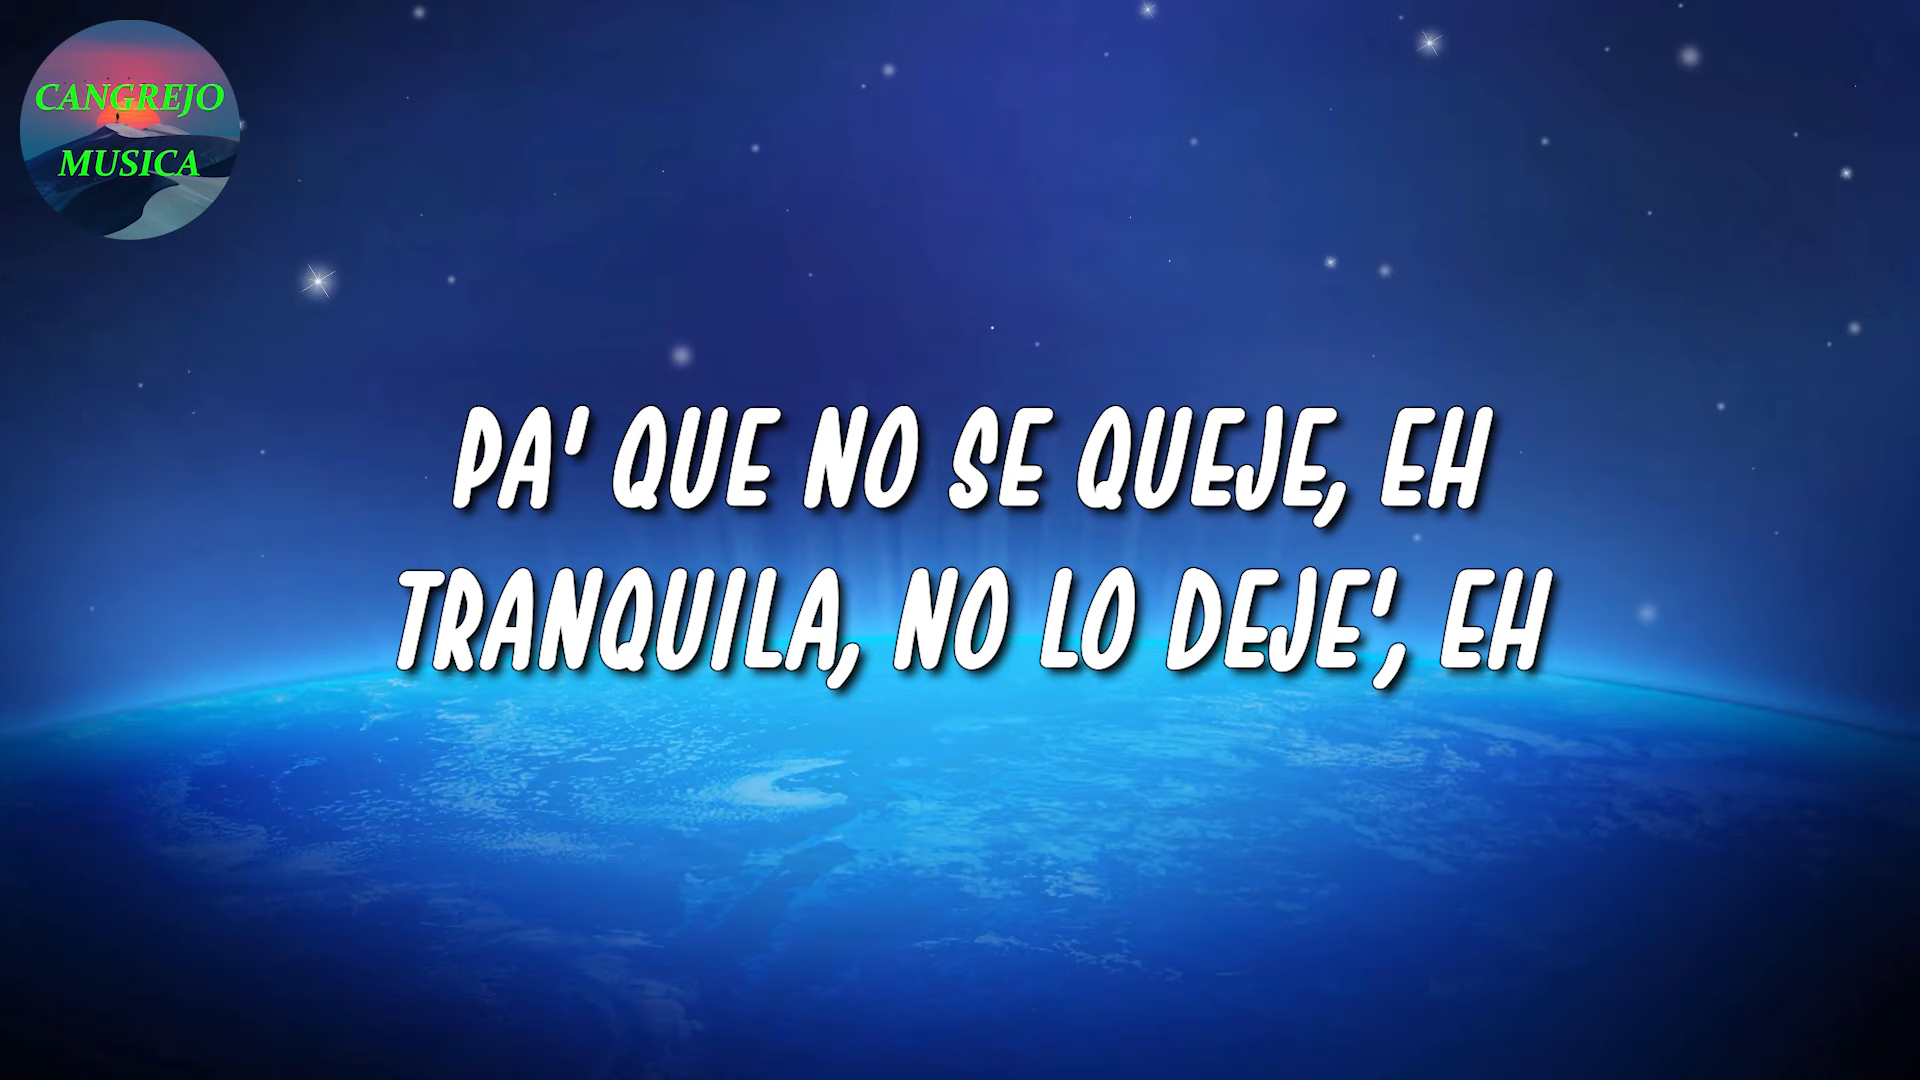 CANGREJO
MUSICA
PA' QUE NO SE QUEJE, EH
TRANQUILA, NO LO DEJE', EH